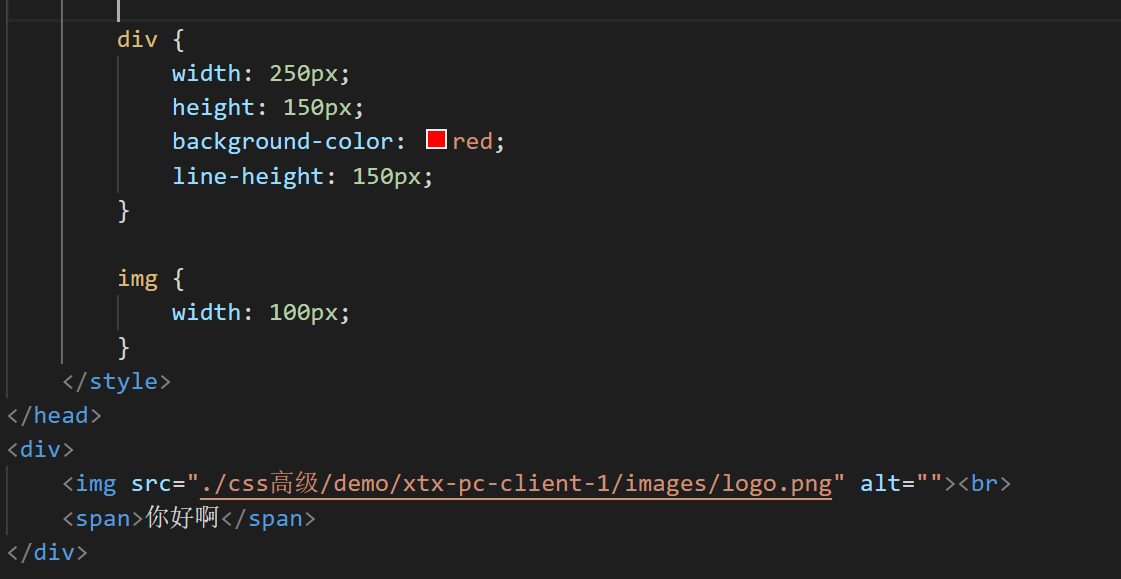 div {
width: 250px;
height: 150px;
background-color: red;
line-height: 150px;
}
img {
width: 100px;
}
</style>
</head>
<div>
<img src="./css高级/demo/xtx-pc-client-1/images/logo.png" alt=""><br>
<span>你好啊</span>
</div>